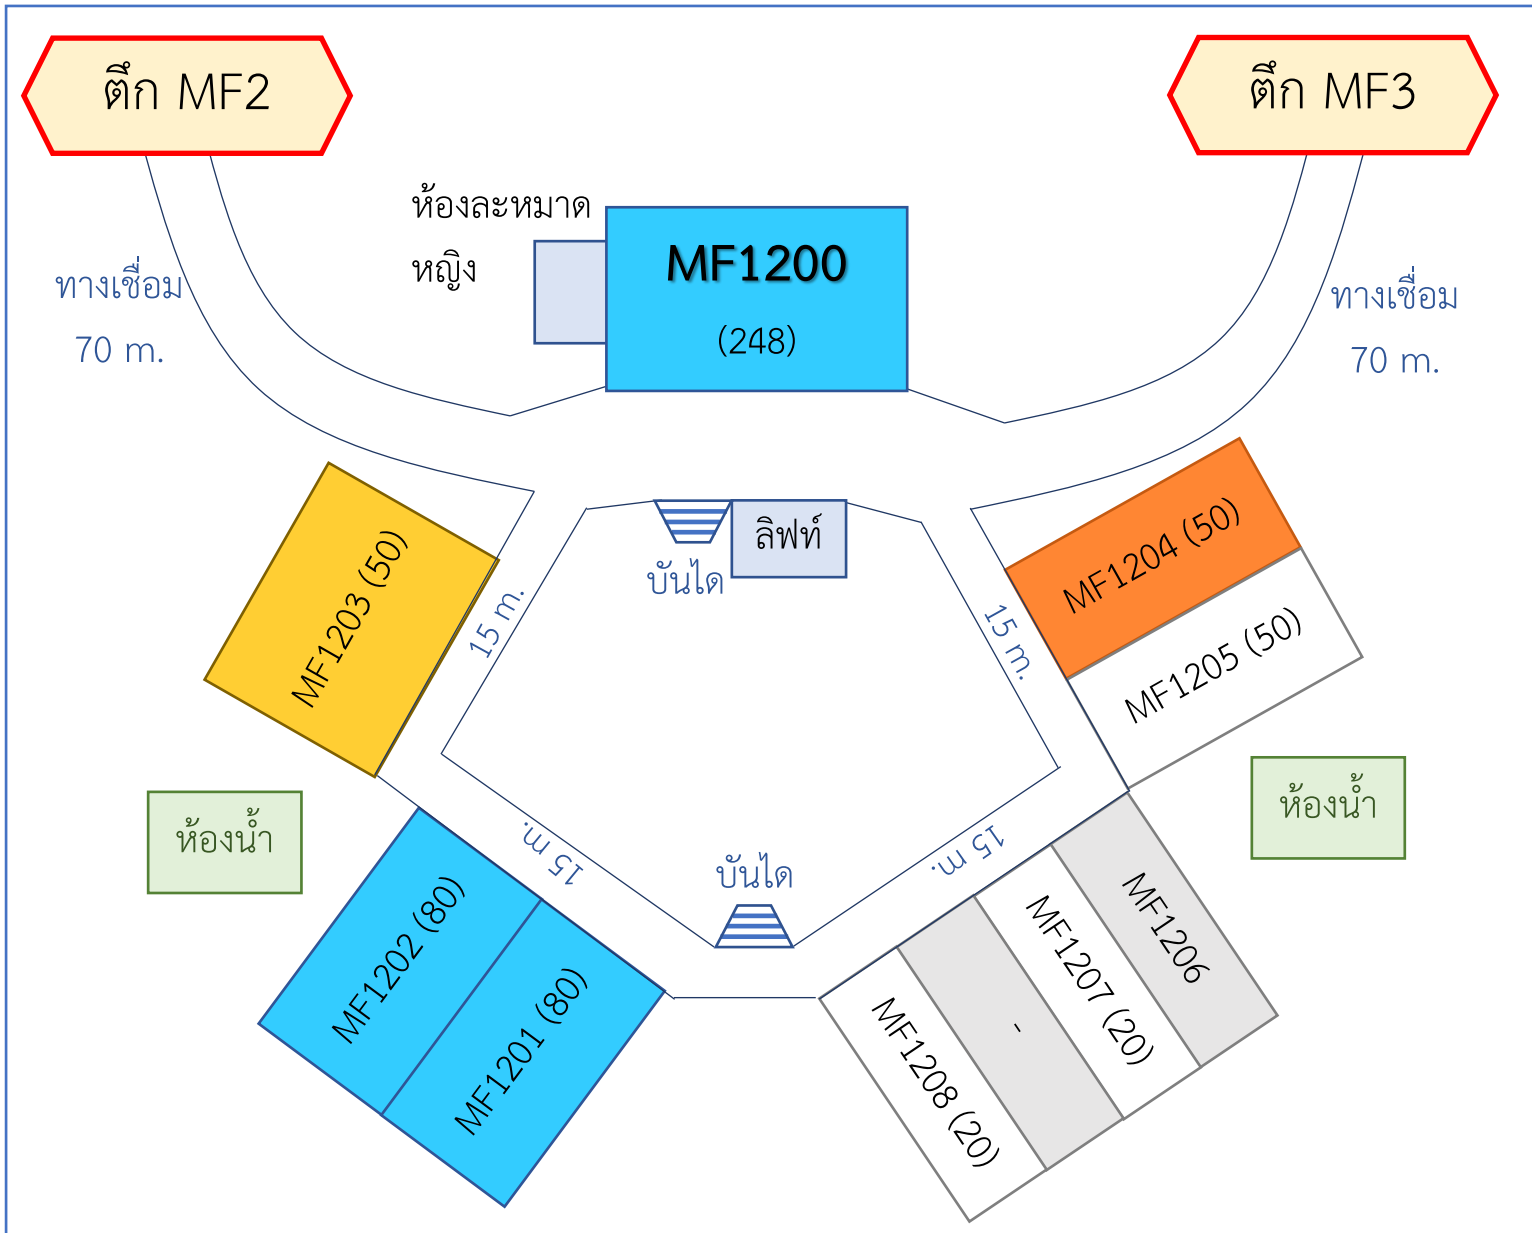 ตึก MF2
ตึก MF3
ห้องละหมาด
หญิง
MF1200
(248)
ทางเชื่อม
70 m.
ทางเชื่อม
70 m.
MF1203 (50)
15 m.
บันได
ลิฟท์
15 m.
MF1204 (50)
MF1205 (50)
ห้องน้ำ
ห้องน้ำ
15 m.
บันได
15 m.
MF1202 (80)
MF1201 (80)
MF1208 (20)
-
MF1207 (20)
MF1206